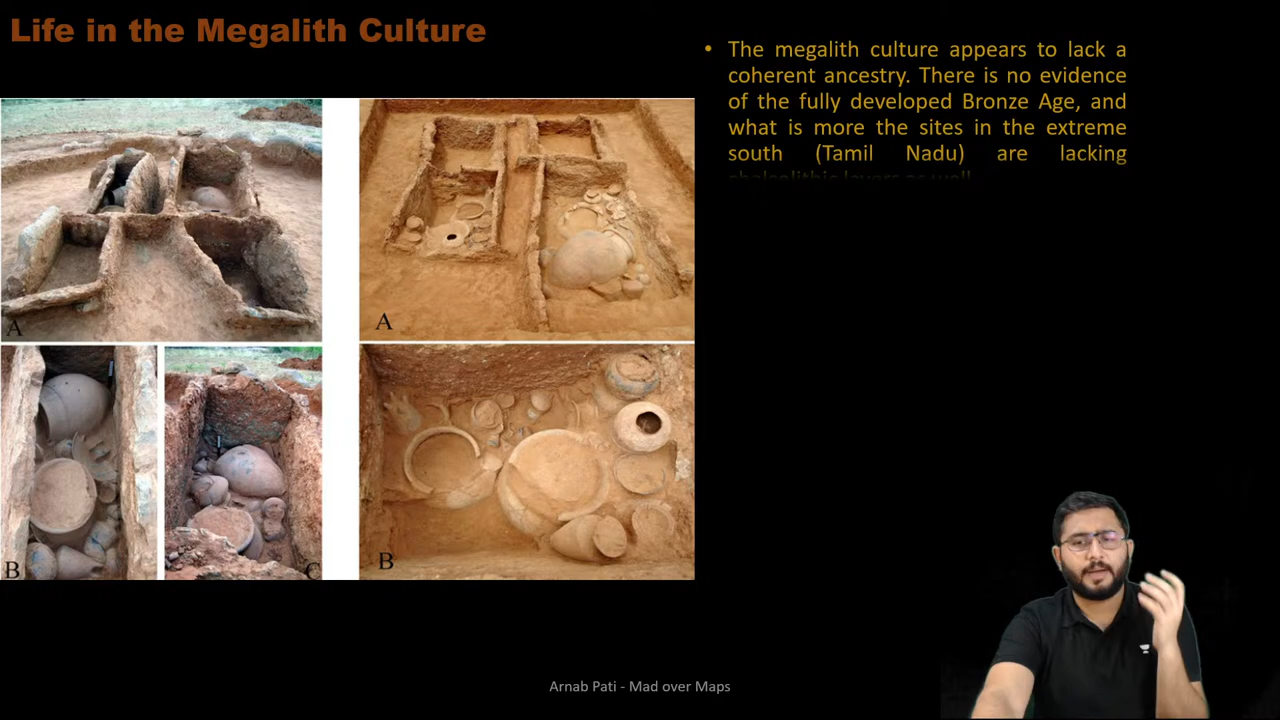 Life in the Megalith Culture
• The megalith culture appears to lack a
coherent ancestry. There is no evidence
of the fully developed Bronze Age, and
what is more the sites in the extreme
south (Tamil Nadu) are lacking
A
A
B
C
B
Arnab Pati - Mad over Maps